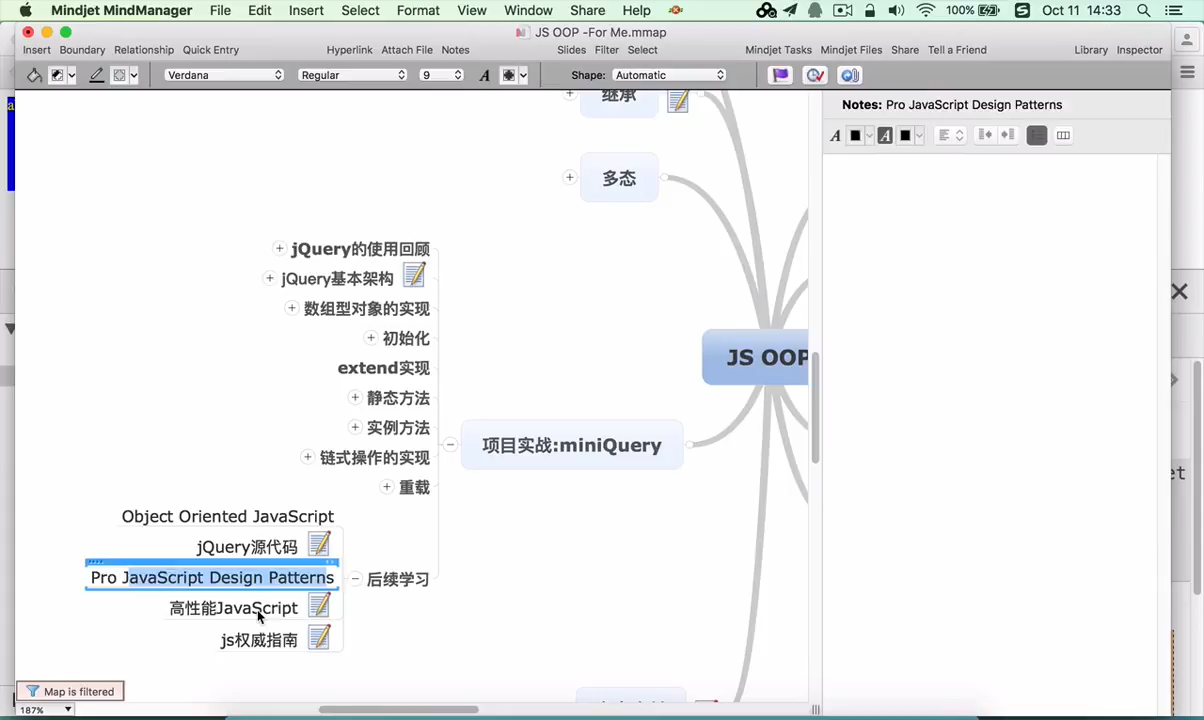 Mindjet MindManager File Edit Insert Select Format View Window Share Help 100% Oct 11 14:33
JS OOP -For Me.mmap
Insert Boundary Relationship Quick Entry Hyperlink Attach File Notes Slides Filter Select Mindjet Tasks Mindjet Files Share Tell a Friend Library Inspector
Verdana Regular 9 A Shape: Automatic
继承
Notes: Pro JavaScript Design Patterns
多态
jQuery的使用回顾
jQuery基本架构
数组型对象的实现
初始化
extend实现
静态方法
实例方法
链式操作的实现
重载
JS OOP
项目实战:miniQuery
Object Oriented JavaScript
jQuery源代码
Pro JavaScript Design Patterns
后续学习
高性能JavaScript
js权威指南
Map is filtered
187%